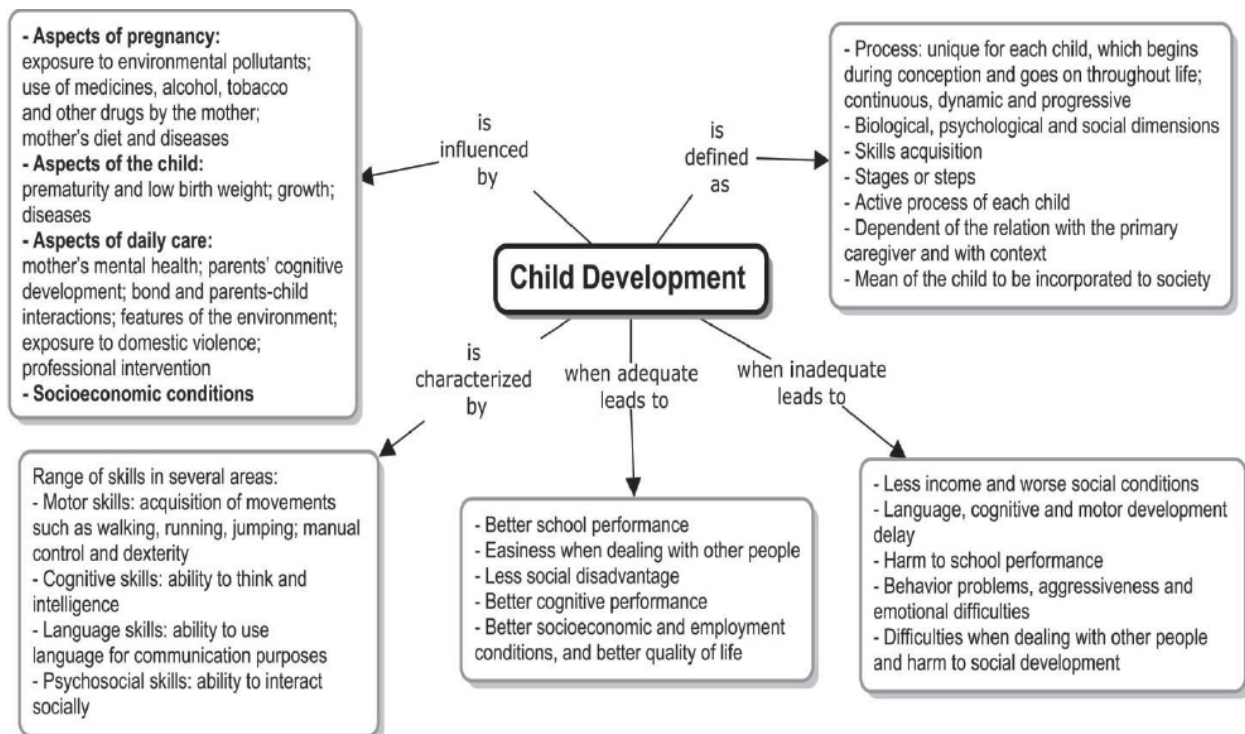 - Aspects of pregnancy:
exposure to environmental pollutants;
use of medicines, alcohol, tobacco
and other drugs by the mother;
mother's diet and diseases
- Aspects of the child:
prematurity and low birth weight; growth;
diseases
- Aspects of daily care:
mother's mental health; parents' cognitive
development; bond and parents-child
interactions; features of the environment;
exposure to domestic violence;
professional intervention
- Socioeconomic conditions
is
influenced
by
is
defined
as
- Process: unique for each child, which begins
during conception and goes on throughout life;
continuous, dynamic and progressive
- Biological, psychological and social dimensions
- Skills acquisition
- Stages or steps
- Active process of each child
- Dependent of the relation with the primary
caregiver and with context
- Mean of the child to be incorporated to society
Child Development
is
characterized
by
when adequate
leads to
when inadequate
leads to
Range of skills in several areas:
- Motor skills: acquisition of movements
such as walking, running, jumping; manual
control and dexterity
- Cognitive skills: ability to think and
intelligence
- Language skills: ability to use
language for communication purposes
- Psychosocial skills: ability to interact
socially
- Better school performance
- Easiness when dealing with other people
- Less social disadvantage
- Better cognitive performance
- Better socioeconomic and employment
conditions, and better quality of life
- Less income and worse social conditions
- Language, cognitive and motor development
delay
- Harm to school performance
- Behavior problems, aggressiveness and
emotional difficulties
- Difficulties when dealing with other people
and harm to social development